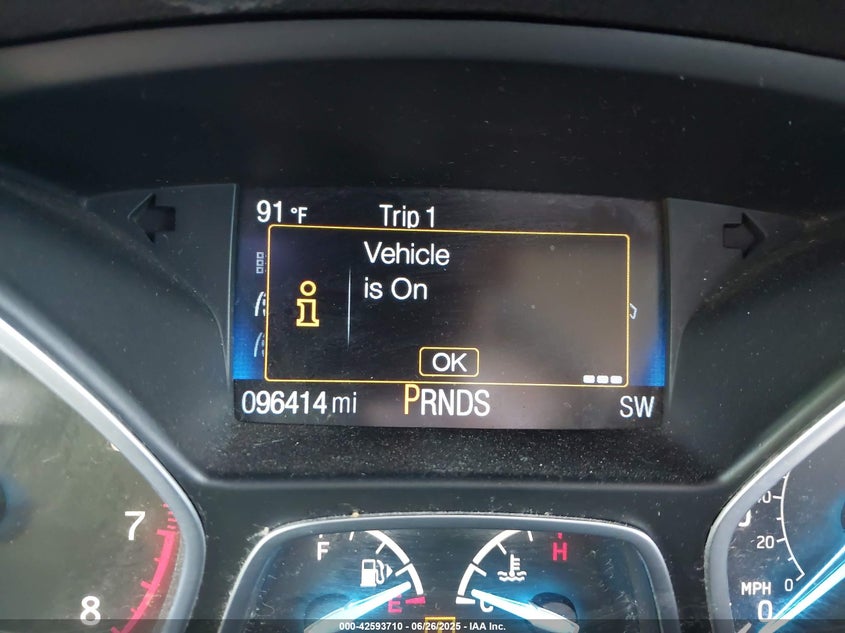 91 °F Trip 1
Vehicle
is On
OK
096414 mi PRNDS SW
7
8
F
E
H
C
20
MPH
0
0
000-42593710 - 06/26/2025 - IAA Inc.